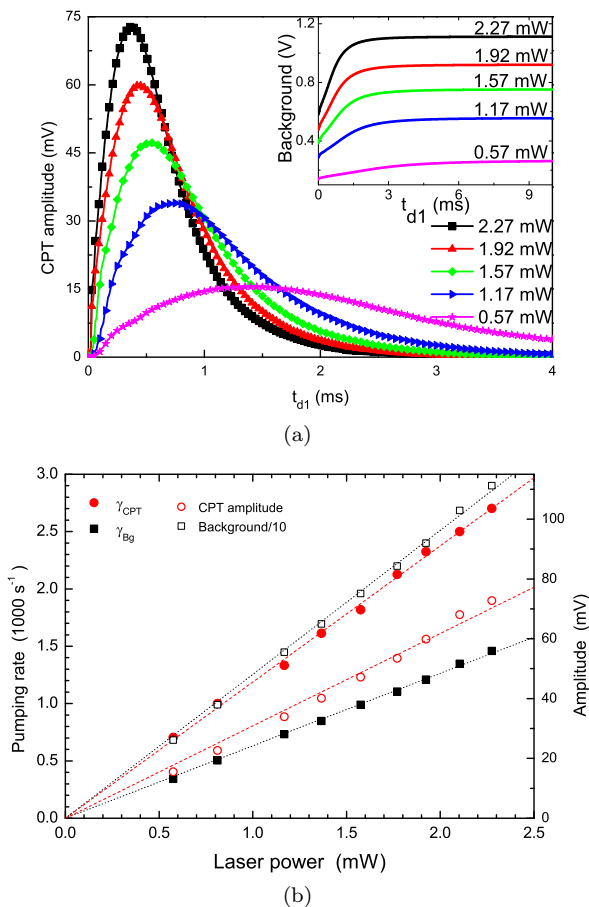 75
60
45
30
15
0
CPT amplitude (mV)
0 1 2 3 4
t_d1 (ms)
1.2
0.8
0.4
Background (V)
0 3 6 9
t_d1 (ms)
2.27 mW
1.92 mW
1.57 mW
1.17 mW
0.57 mW
2.27 mW
1.92 mW
1.57 mW
1.17 mW
0.57 mW
(a)
3.0
2.5
2.0
1.5
1.0
0.5
0.0
Pumping rate (1000 s⁻¹)
γ_CPT
γ_Bg
CPT amplitude
Background/10
100
80
60
40
20
0
Amplitude (mV)
0.0 0.5 1.0 1.5 2.0 2.5
Laser power (mW)
(b)